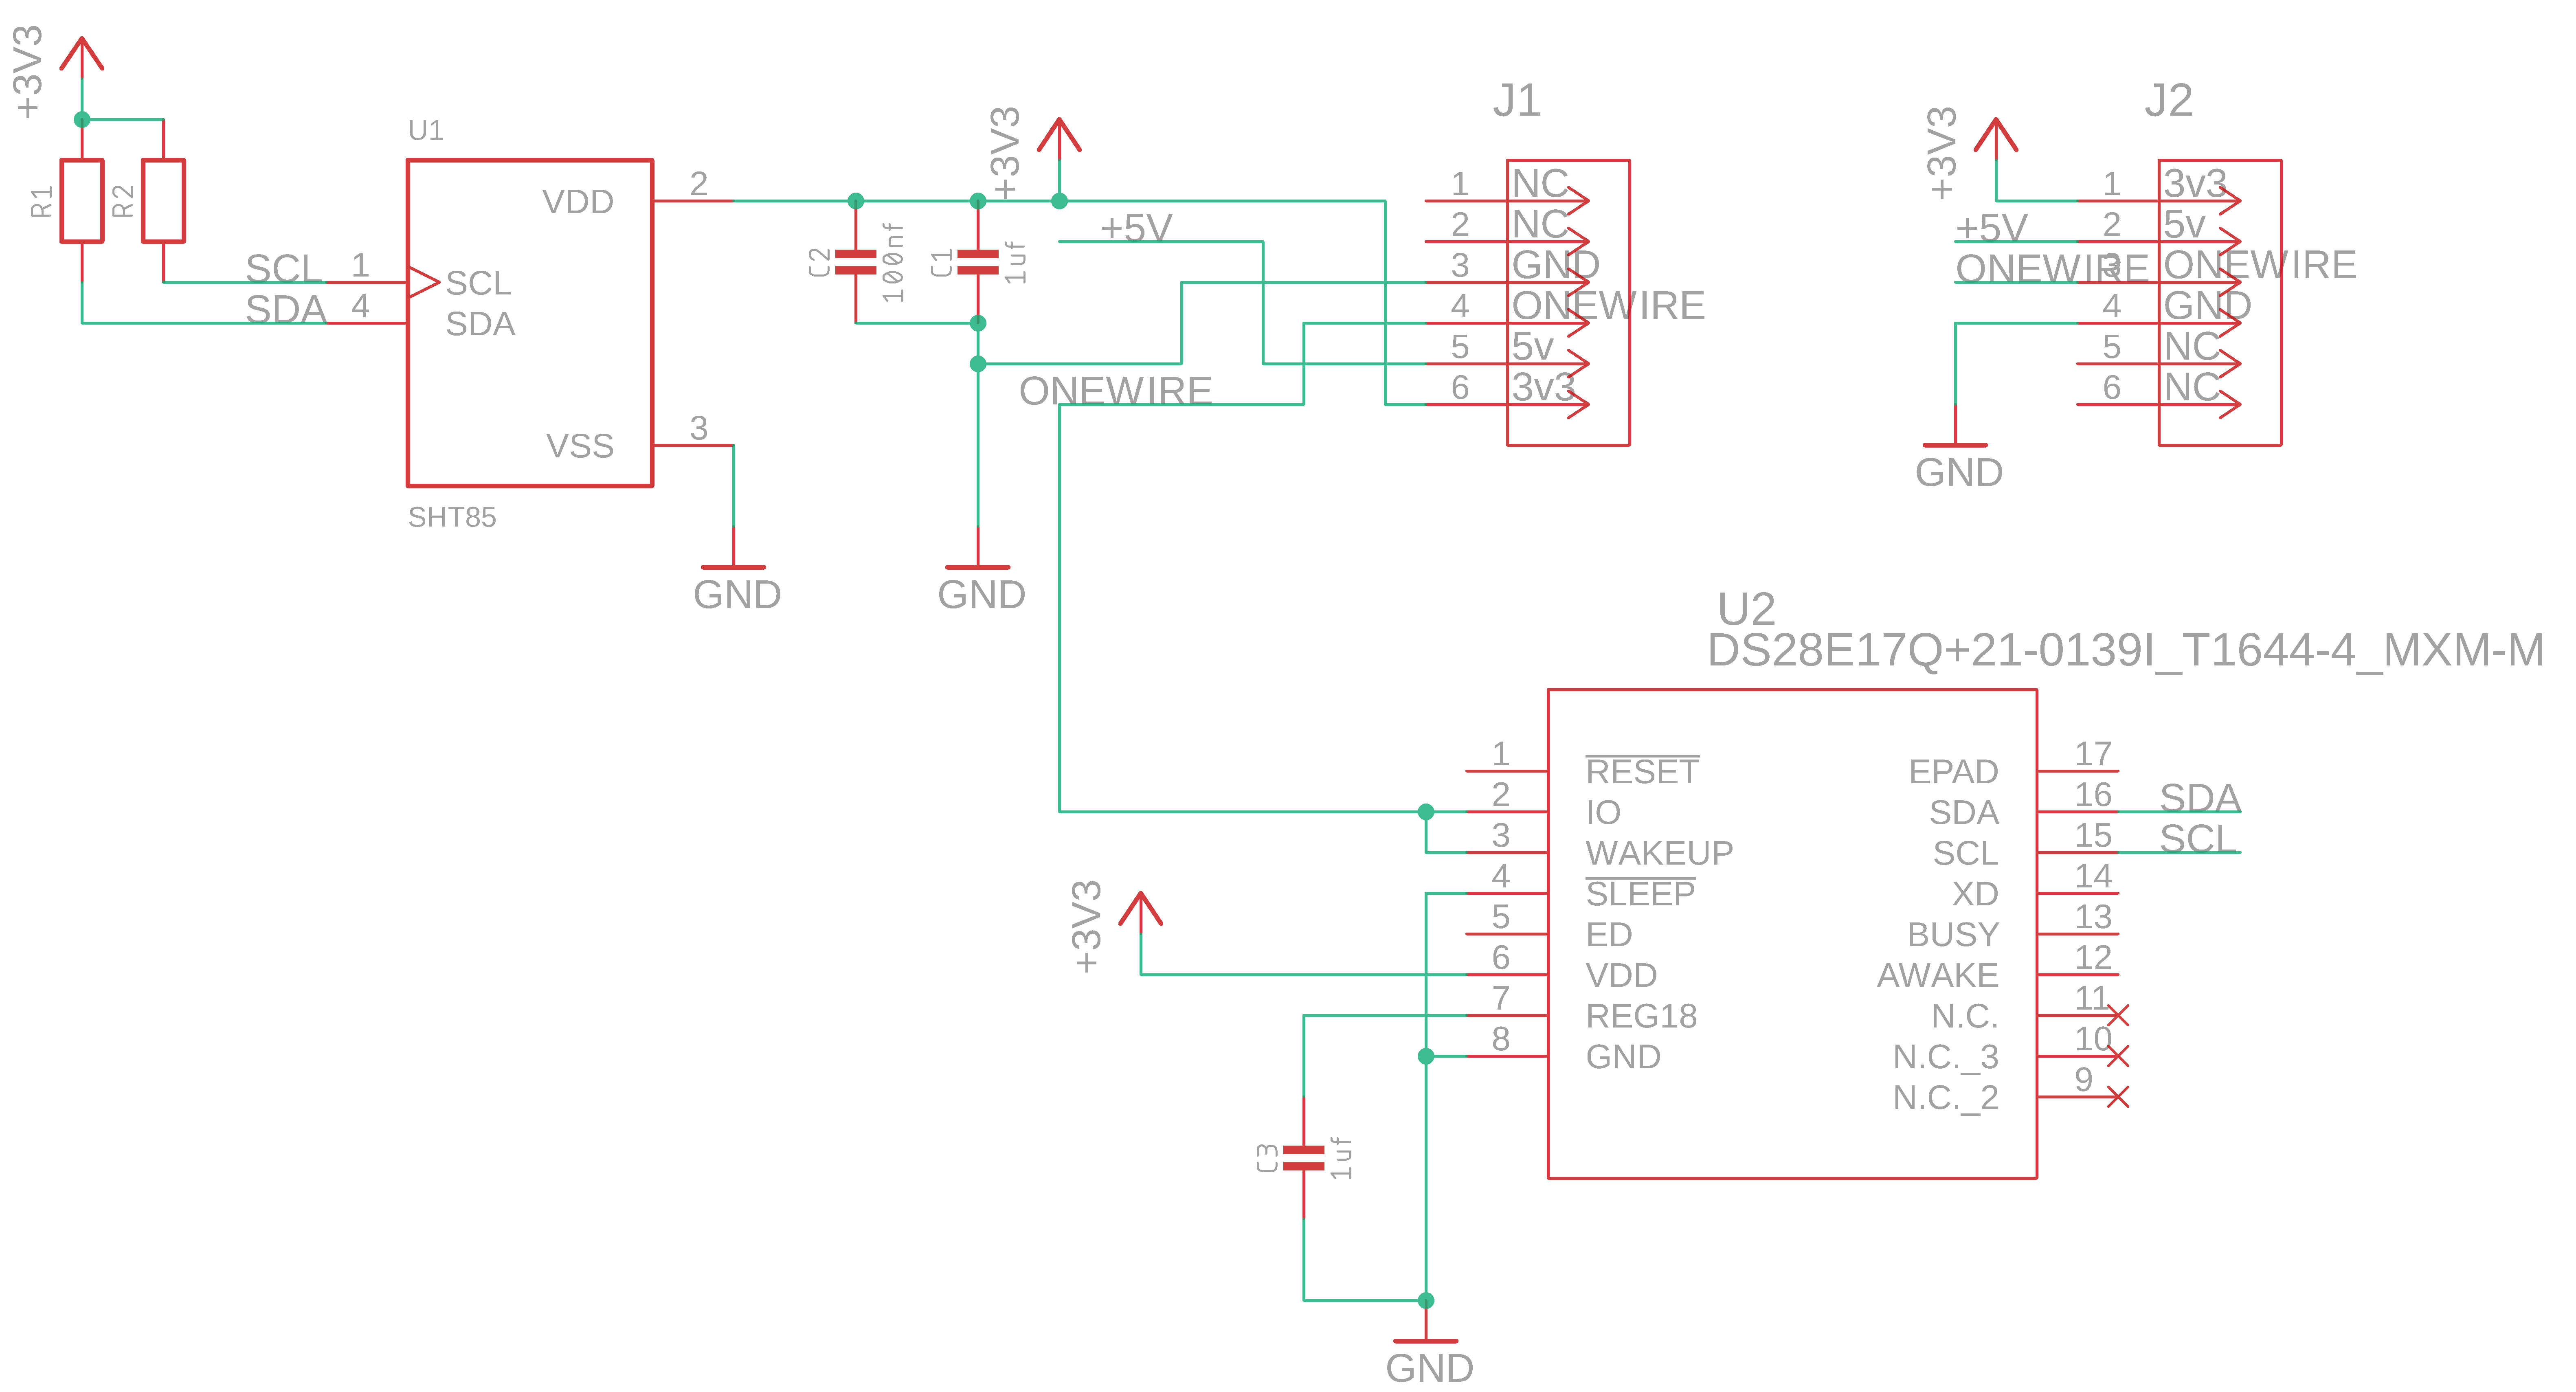 +3V3
R1
R2
U1
SCL
SDA
1
4
SCL
SDA
VDD
VSS
2
3
SHT85
GND
C2
100nf
C1
1uf
GND
+3V3
+5V
ONEWIRE
J1
1 NC
2 NC
3 GND
4 ONEWIRE
5 5v
6 3v3
J2
+3V3
+5V
ONEWIRE
1 3v3
2 5v
3 ONEWIRE
4 GND
5 NC
6 NC
GND
U2
DS28E17Q+21-0139I_T1644-4_MXM-M
1 RESET EPAD 17
2 IO SDA 16 SDA
3 WAKEUP SCL 15 SCL
4 SLEEP XD 14
5 ED BUSY 13
6 VDD AWAKE 12
7 REG18 N.C. 11
8 GND N.C._3 10
N.C._2 9
+3V3
C3
1uf
GND